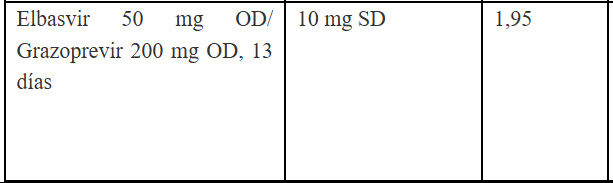 Elbasvir 50 mg OD/ 10 mg SD 1,95
Grazoprevir 200 mg OD, 13
días